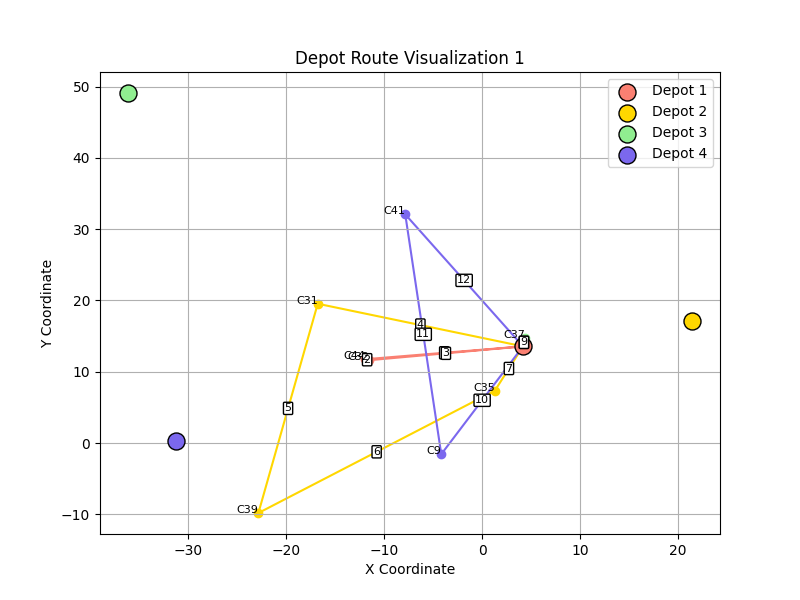 Depot Route Visualization 1
Depot 1
Depot 2
Depot 3
Depot 4
50
40
30
20
10
0
−10
−30
−20
−10
0
10
20
X Coordinate
Y Coordinate
C41
12
C31
4
11
C37
9
2
3
7
C35
10
5
6
C9
C39